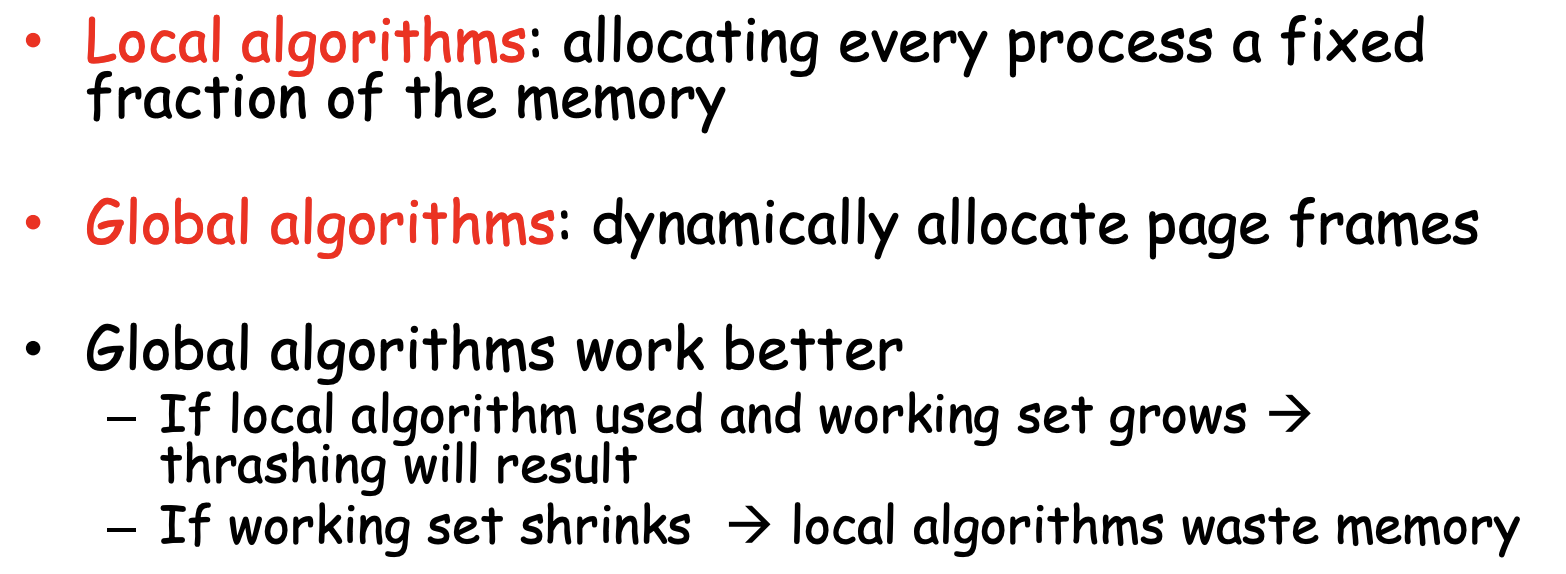 • Local algorithms: allocating every process a fixed
fraction of the memory
• Global algorithms: dynamically allocate page frames
• Global algorithms work better
– If local algorithm used and working set grows →
thrashing will result
– If working set shrinks → local algorithms waste memory